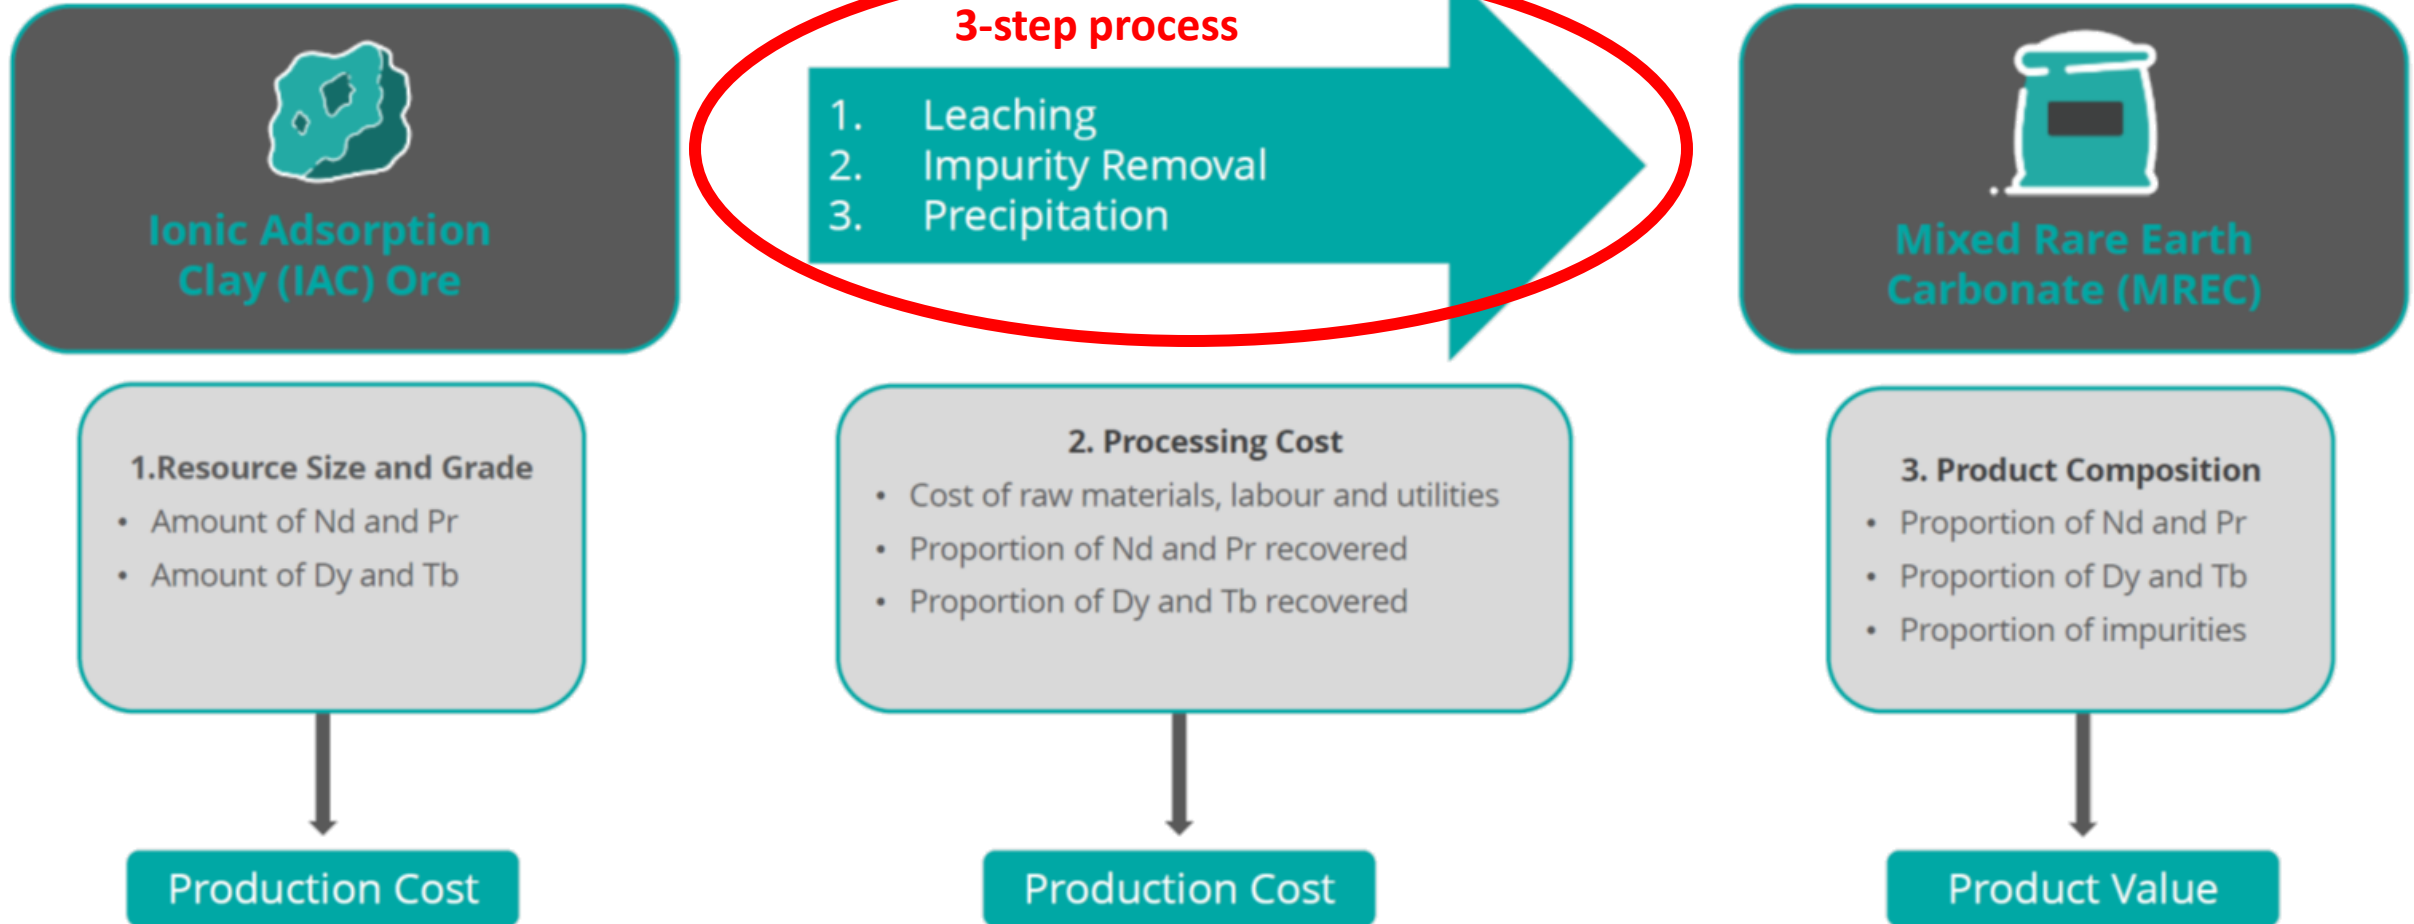 3-step process
Ionic Adsorption
Clay (IAC) Ore
1. Leaching
2. Impurity Removal
3. Precipitation
Mixed Rare Earth
Carbonate (MREC)
1.Resource Size and Grade
• Amount of Nd and Pr
• Amount of Dy and Tb
2. Processing Cost
• Cost of raw materials, labour and utilities
• Proportion of Nd and Pr recovered
• Proportion of Dy and Tb recovered
3. Product Composition
• Proportion of Nd and Pr
• Proportion of Dy and Tb
• Proportion of impurities
Production Cost
Production Cost
Product Value